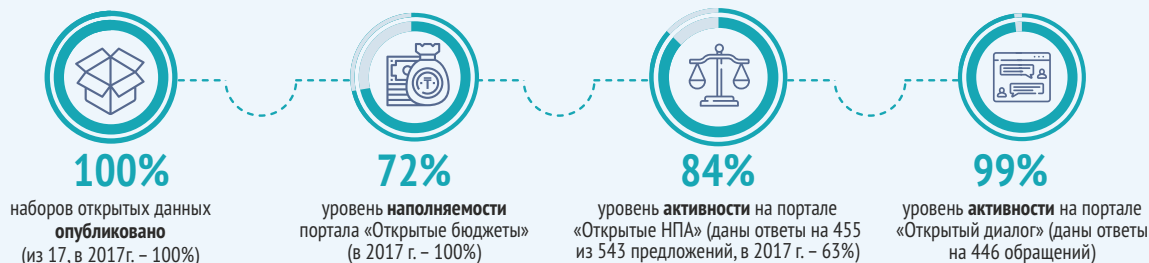 100%
наборов открытых данных
опубликовано
(из 17, в 2017г. – 100%)
72%
уровень наполняемости
портала «Открытые бюджеты»
(в 2017 г. – 100%)
84%
уровень активности на портале
«Открытые НПА» (даны ответы на 455
из 543 предложений, в 2017 г. – 63%)
99%
уровень активности на портале
«Открытый диалог» (даны ответы
на 446 обращений)